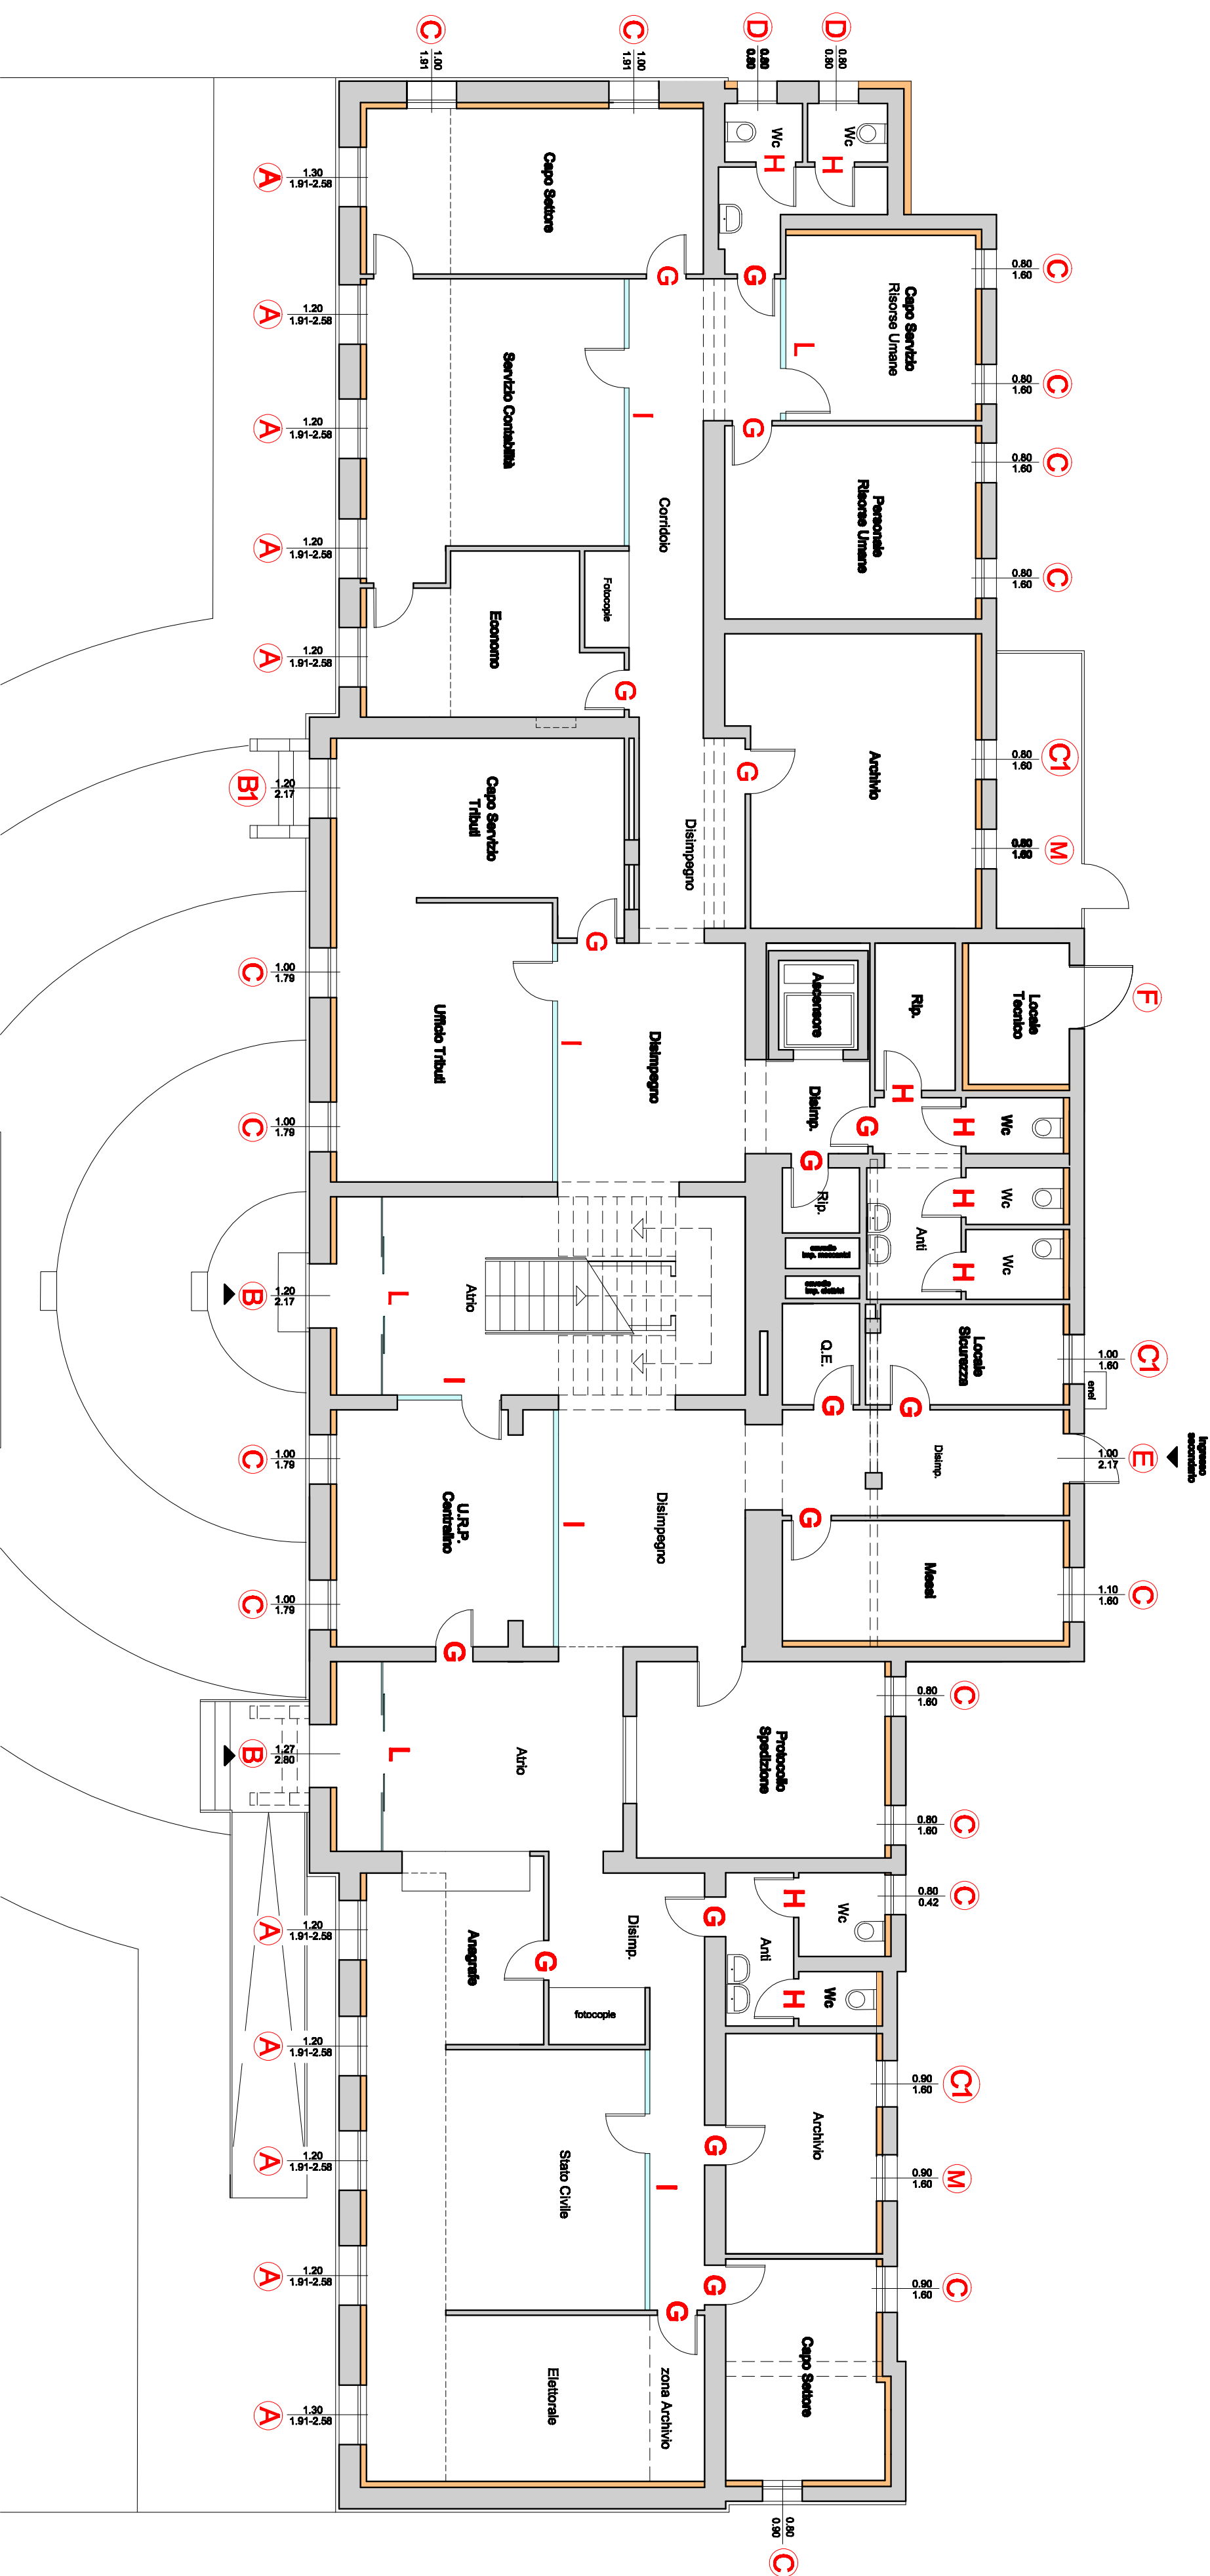 Ingresso
secondario
F
C1
E
C
1.00
1.60
enel
1.00
2.17
1.10
1.60
C
C
C
C
C1
M
0.80
1.60
0.80
1.60
0.80
1.60
0.80
1.60
0.80
1.60
0.80
1.60
C
C
C
C1
M
C
0.80
1.60
0.80
1.60
0.80
0.42
0.90
1.60
0.90
1.60
0.90
1.60
D
D
0.80
0.80
0.80
0.80
Wc
H
Wc
H
Capo Servizio
Risorse Umane
L
G
G
Personale
Risorse Umane
Archivio
G
Locale
Tecnico
Rip.
H
Ascensore
Disimp.
G
G
Rip.
Wc
H
Wc
H
Wc
H
Anti
cavedio
imp. meccanici
cavedio
imp. elettrici
Locale
Sicurezza
G
Q.E.
G
Disimp.
Messi
G
Protocollo
Spedizione
Wc
H
Wc
H
Anti
G
Archivio
G
Capo Settore
G
0.80
0.90
C
C
1.00
1.91
C
1.00
1.91
Capo Settore
G
Corridoio
I
Servizio Contabilità
Fotocopie
Economo
G
Disimpegno
Capo Servizio
Tributi
G
Disimpegno
I
Ufficio Tributi
Atrio
L
I
Disimpegno
I
U.R.P.
Centralino
G
Atrio
L
Disimp.
G
Anagrafe
fotocopie
I
Stato Civile
G
zona Archivio
Elettorale
1.30
1.91-2.58
A
1.20
1.91-2.58
A
1.20
1.91-2.58
A
1.20
1.91-2.58
A
1.20
1.91-2.58
A
1.20
2.17
B1
1.00
1.79
C
1.00
1.79
C
1.20
2.17
B
1.00
1.79
C
1.00
1.79
C
1.27
2.80
B
1.20
1.91-2.58
A
1.20
1.91-2.58
A
1.20
1.91-2.58
A
1.20
1.91-2.58
A
1.30
1.91-2.58
A